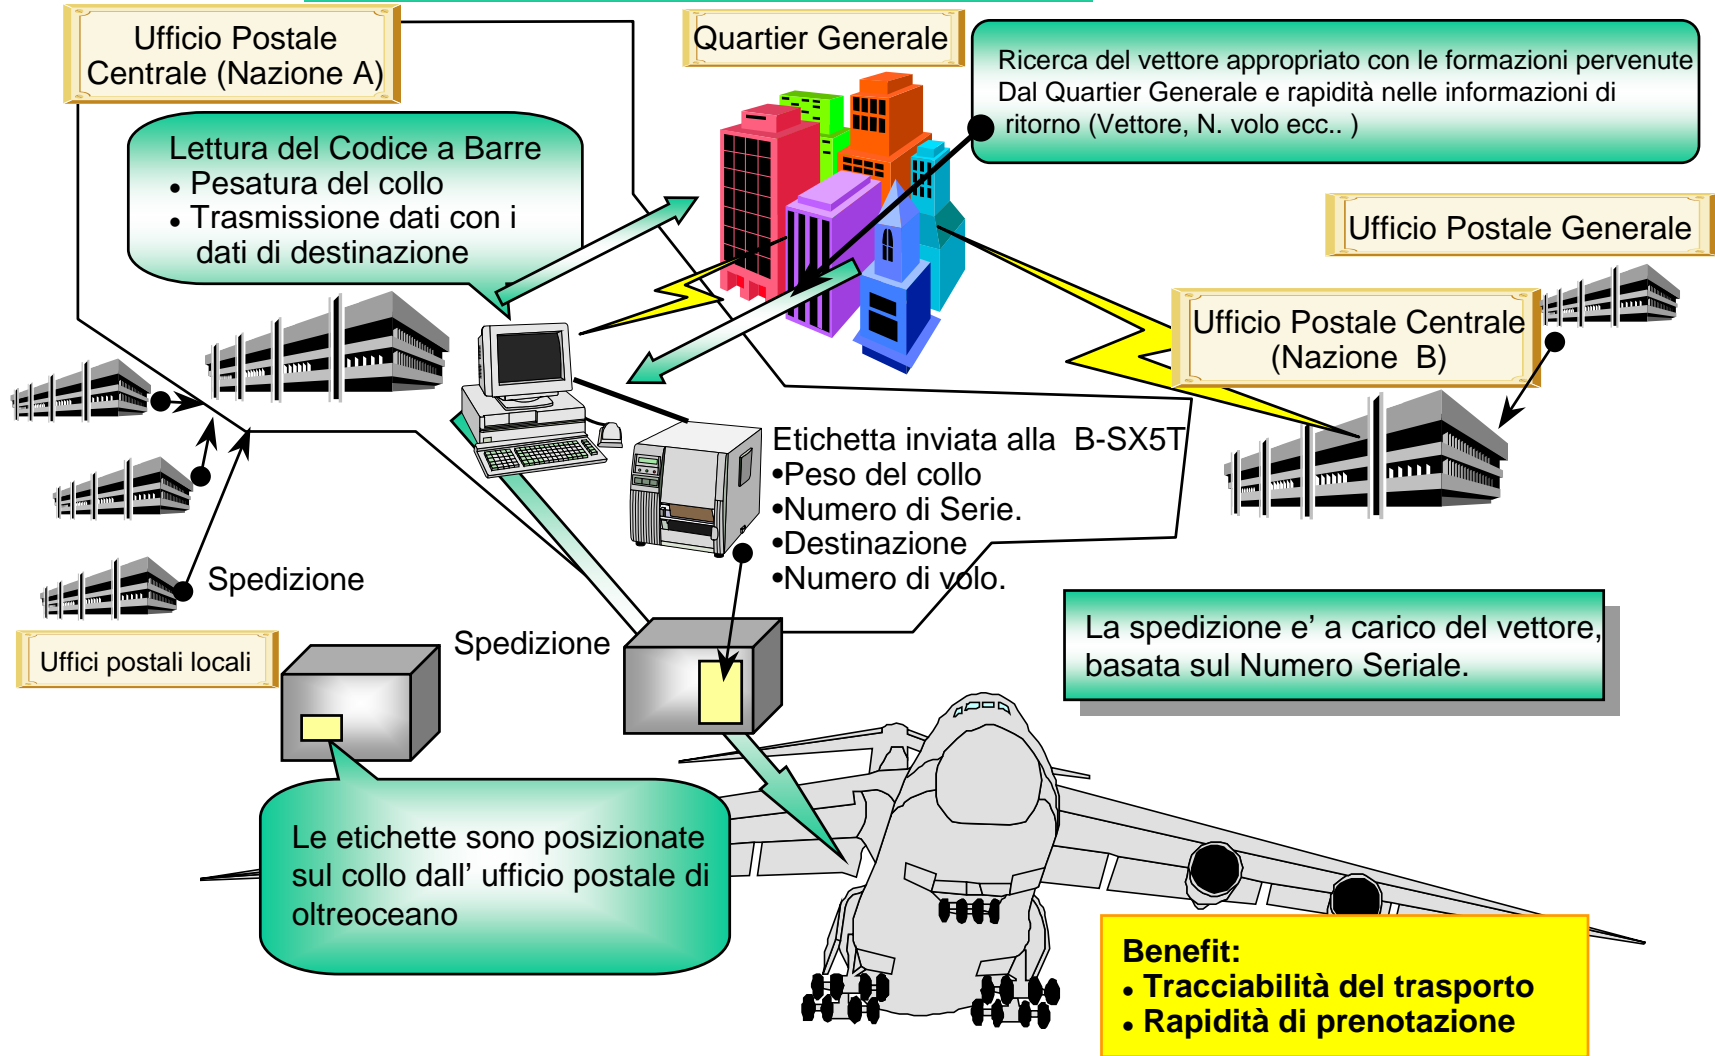 Ufficio Postale
Centrale (Nazione A)
Quartier Generale
Ricerca del vettore appropriato con le formazioni pervenute
Dal Quartier Generale e rapidità nelle informazioni di
ritorno (Vettore, N. volo ecc.. )
Lettura del Codice a Barre
• Pesatura del collo
• Trasmissione dati con i
dati di destinazione
Ufficio Postale Generale
Ufficio Postale Centrale
(Nazione B)
Etichetta inviata alla B-SX5T
•Peso del collo
•Numero di Serie.
•Destinazione
•Numero di volo.
Spedizione
Uffici postali locali
Spedizione
La spedizione e' a carico del vettore,
basata sul Numero Seriale.
Le etichette sono posizionate
sul collo dall' ufficio postale di
oltreoceano
Benefit:
• Tracciabilità del trasporto
• Rapidità di prenotazione